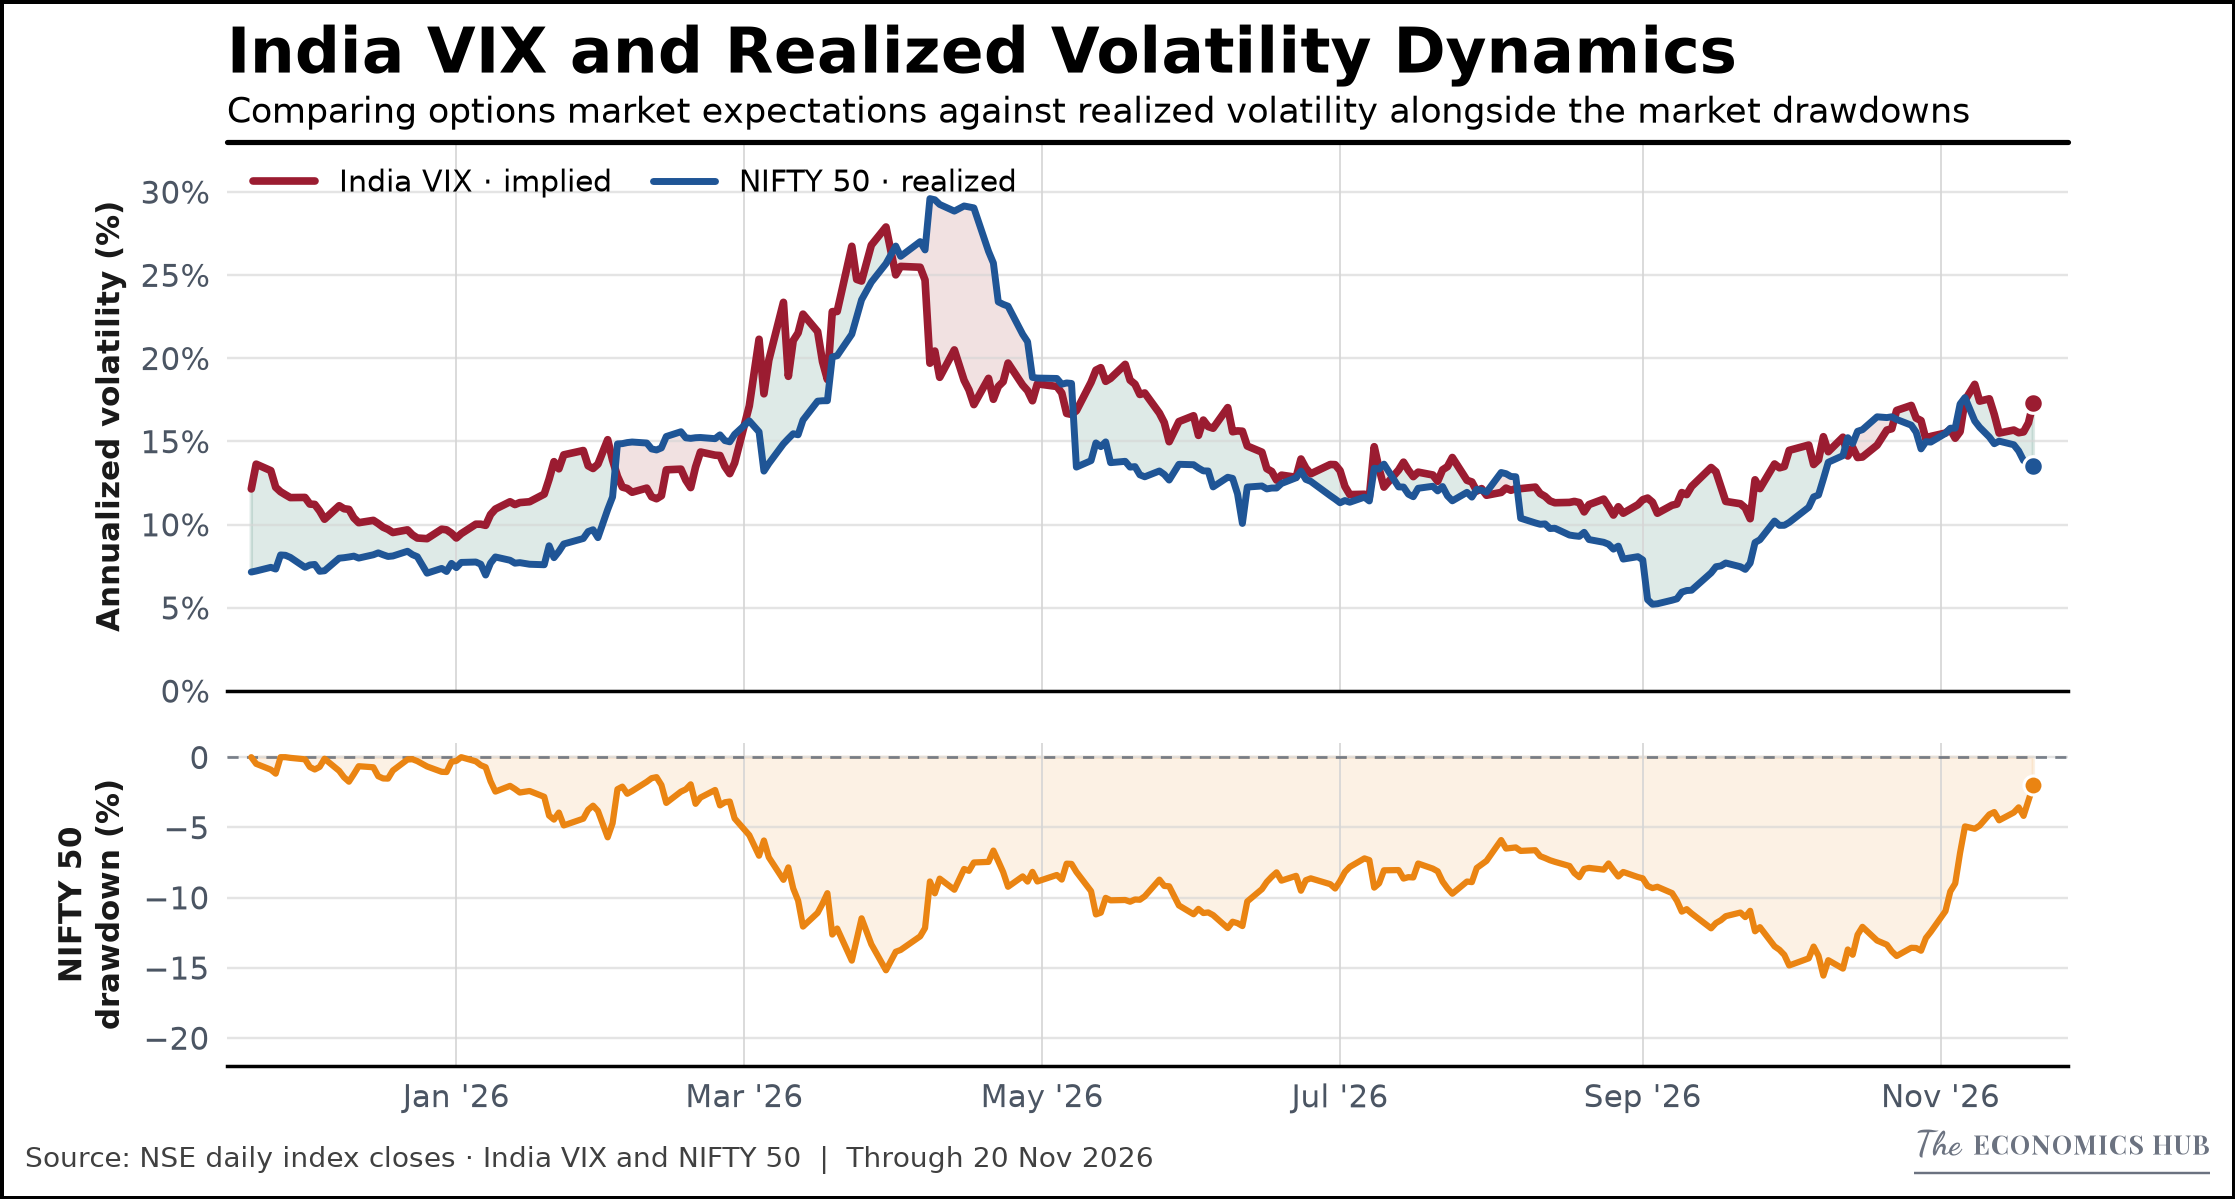 India VIX and Realized Volatility Dynamics
Comparing options market expectations against realized volatility alongside the market drawdowns
India VIX · implied
NIFTY 50 · realized
Annualized volatility (%)
30%
25%
20%
15%
10%
5%
0%
NIFTY 50
drawdown (%)
0
−5
−10
−15
−20
Jan '26
Mar '26
May '26
Jul '26
Sep '26
Nov '26
Source: NSE daily index closes · India VIX and NIFTY 50 | Through 20 Nov 2026
The ECONOMICS HUB